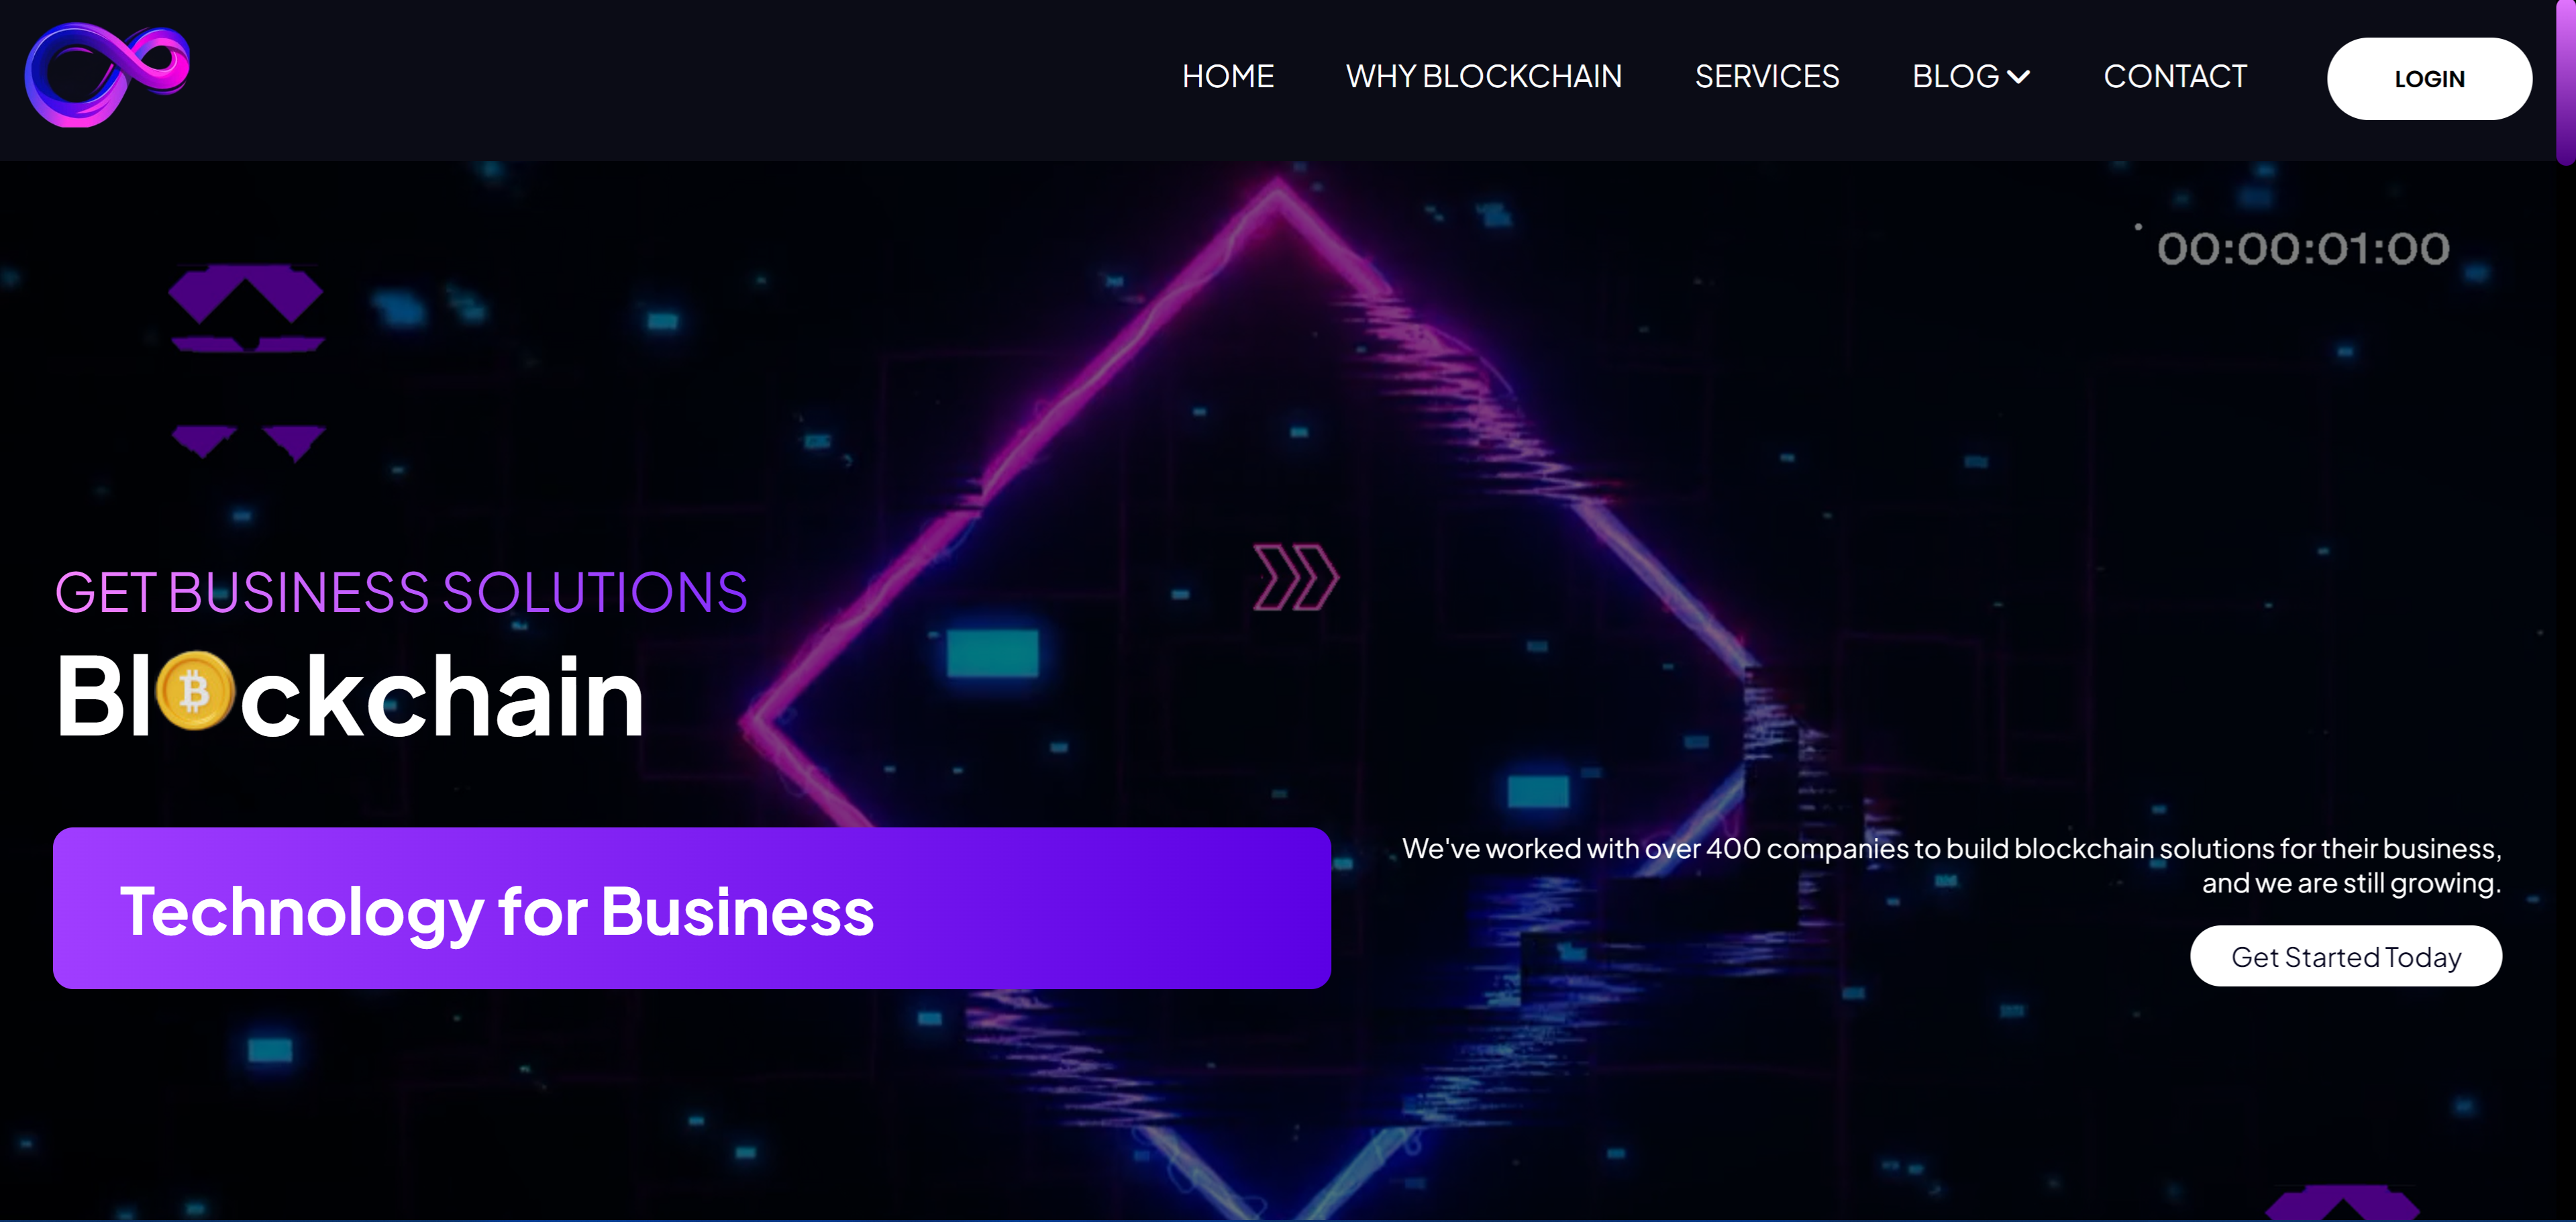 HOME WHY BLOCKCHAIN SERVICES BLOG CONTACT LOGIN
00:00:01:00
GET BUSINESS SOLUTIONS
Blockchain
Technology for Business
We've worked with over 400 companies to build blockchain solutions for their business,
and we are still growing.
Get Started Today